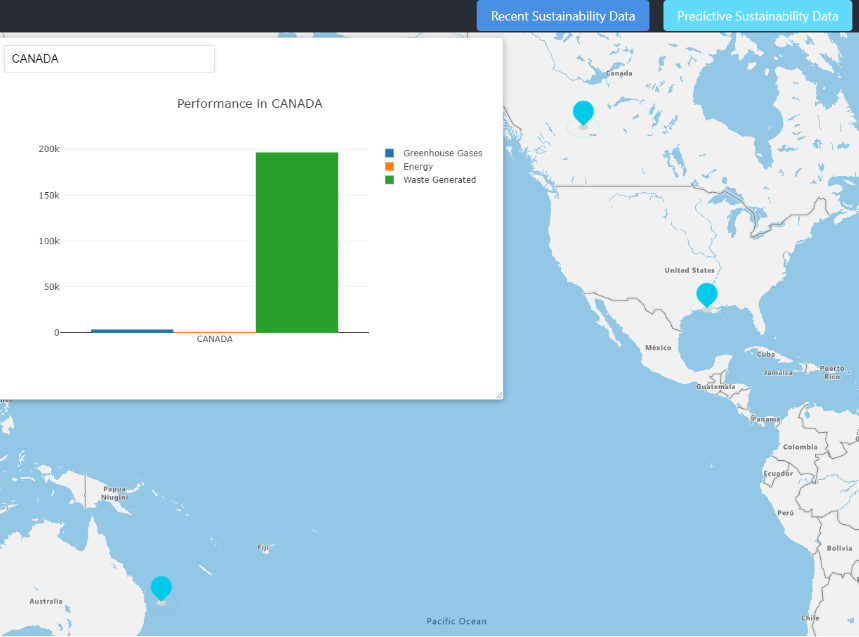 Recent Sustainability Data
Predictive Sustainability Data
CANADA
Performance in CANADA
200k
150k
100k
50k
0
CANADA
Greenhouse Gases
Energy
Waste Generated
Canada
United States
México
Cuba
Jamaica
Puerto
Rico
Guatemala
Panamá
Colombia
Ecuador
Perú
Bolivia
Chile
Papua
Niugini
Fiji
Australia
Pacific Ocean